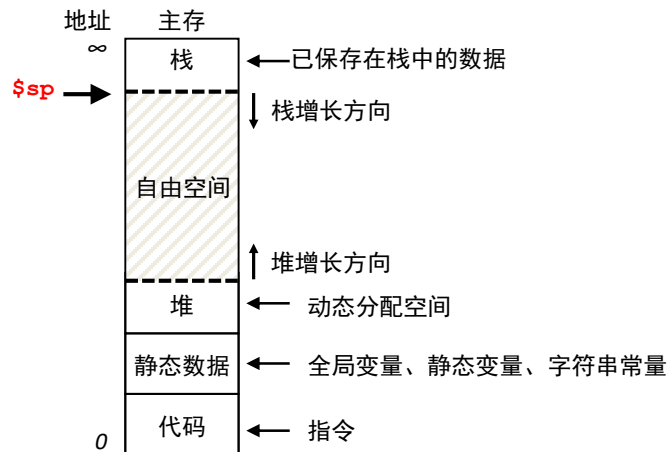 地址 主存
∞
栈 已保存在栈中的数据
$sp
栈增长方向
自由空间
堆增长方向
堆 动态分配空间
静态数据 全局变量、静态变量、字符串常量
代码 指令
0